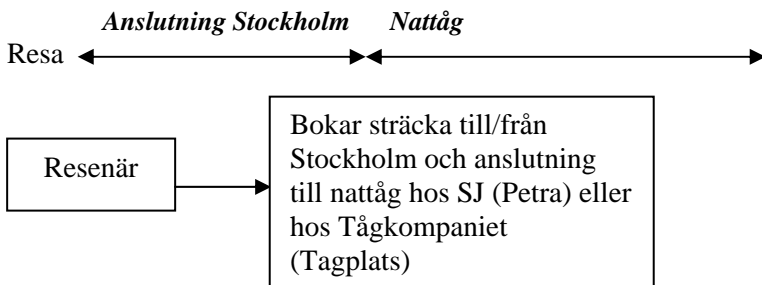 Anslutning Stockholm Nattåg
Resa
Resenär
Bokar sträcka till/från
Stockholm och anslutning
till nattåg hos SJ (Petra) eller
hos Tågkompaniet
(Tagplats)